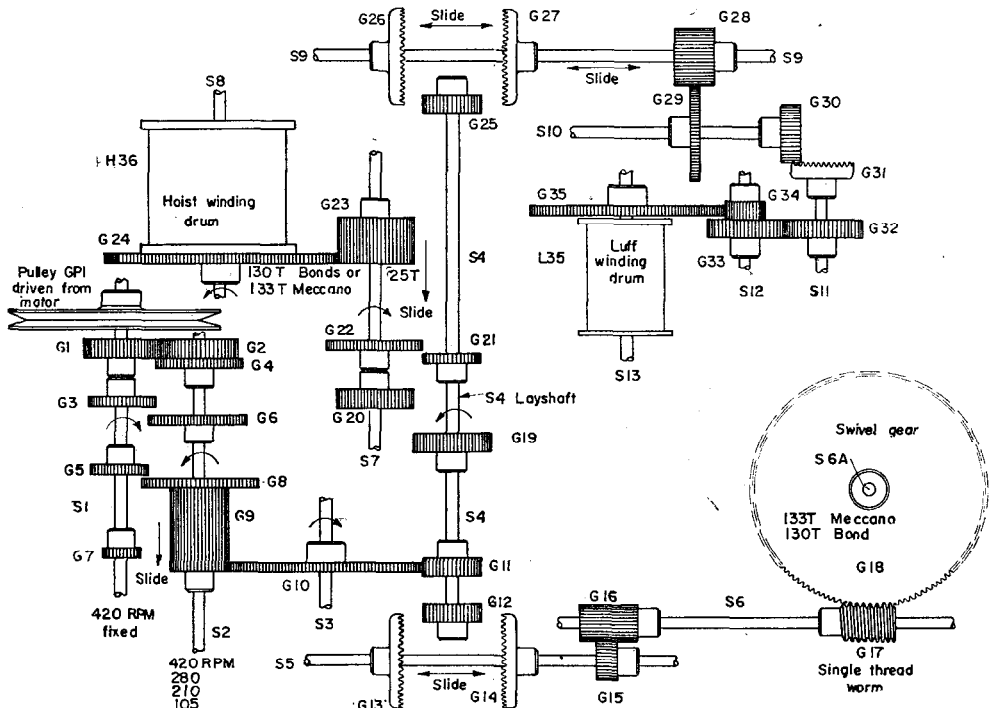 G26
Slide
G27
G28
S9
S9
Slide
S8
G25
G29
G30
S10
H36
G31
Hoist winding
drum
G23
G35
G34
G24
S4
Luff
winding
drum
L35
G32
Pulley GP1
driven from
motor
130 T Bonds or
133 T Meccano
25T
G33
Slide
S12
S11
G22
G21
G1
G2
G4
S13
G3
S4 Layshaft
G6
G20
G19
Swivel gear
S7
S6A
G5
G8
S1
G9
S4
133T Meccano
130T Bond
G7
Slide
G10
G11
G18
G16
S6
G12
420 RPM
fixed
S2
S3
S5
G17
Single thread
worm
Slide
G13
G14
G15
420 RPM
280
210
105